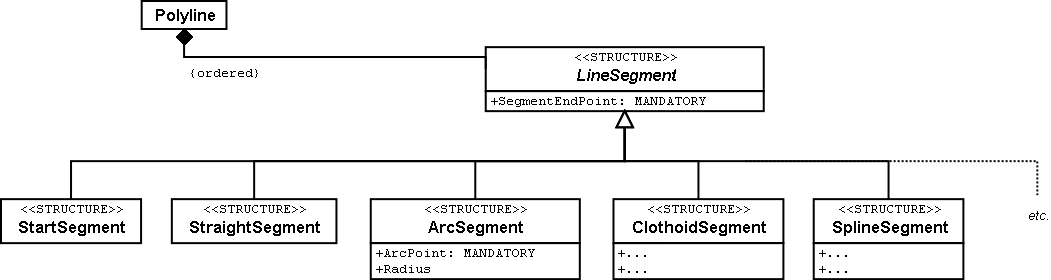 Polyline
{ordered}
<<STRUCTURE>>
LineSegment
+SegmentEndPoint: MANDATORY
<<STRUCTURE>>
StartSegment
<<STRUCTURE>>
StraightSegment
<<STRUCTURE>>
ArcSegment
+ArcPoint: MANDATORY
+Radius
<<STRUCTURE>>
ClothoidSegment
+...
+...
<<STRUCTURE>>
SplineSegment
+...
+...
etc.